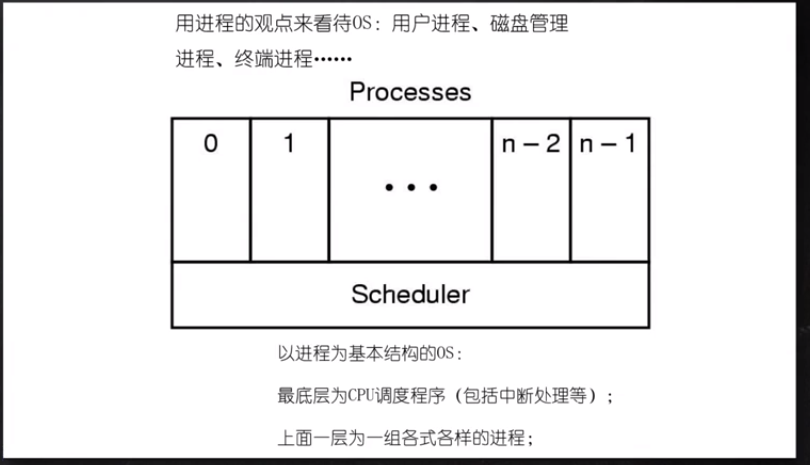 用进程的观点来看待OS：用户进程、磁盘管理
进程、终端进程……
Processes
0 1 ... n – 2 n – 1
Scheduler
以进程为基本结构的OS：
最底层为CPU调度程序（包括中断处理等）；
上面一层为一组各式各样的进程；